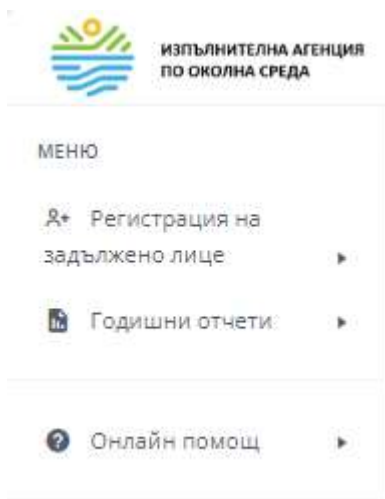 ИЗПЪЛНИТЕЛНА АГЕНЦИЯ
ПО ОКОЛНА СРЕДА
МЕНЮ
Регистрация на
задължено лице
Годишни отчети
Онлайн помощ